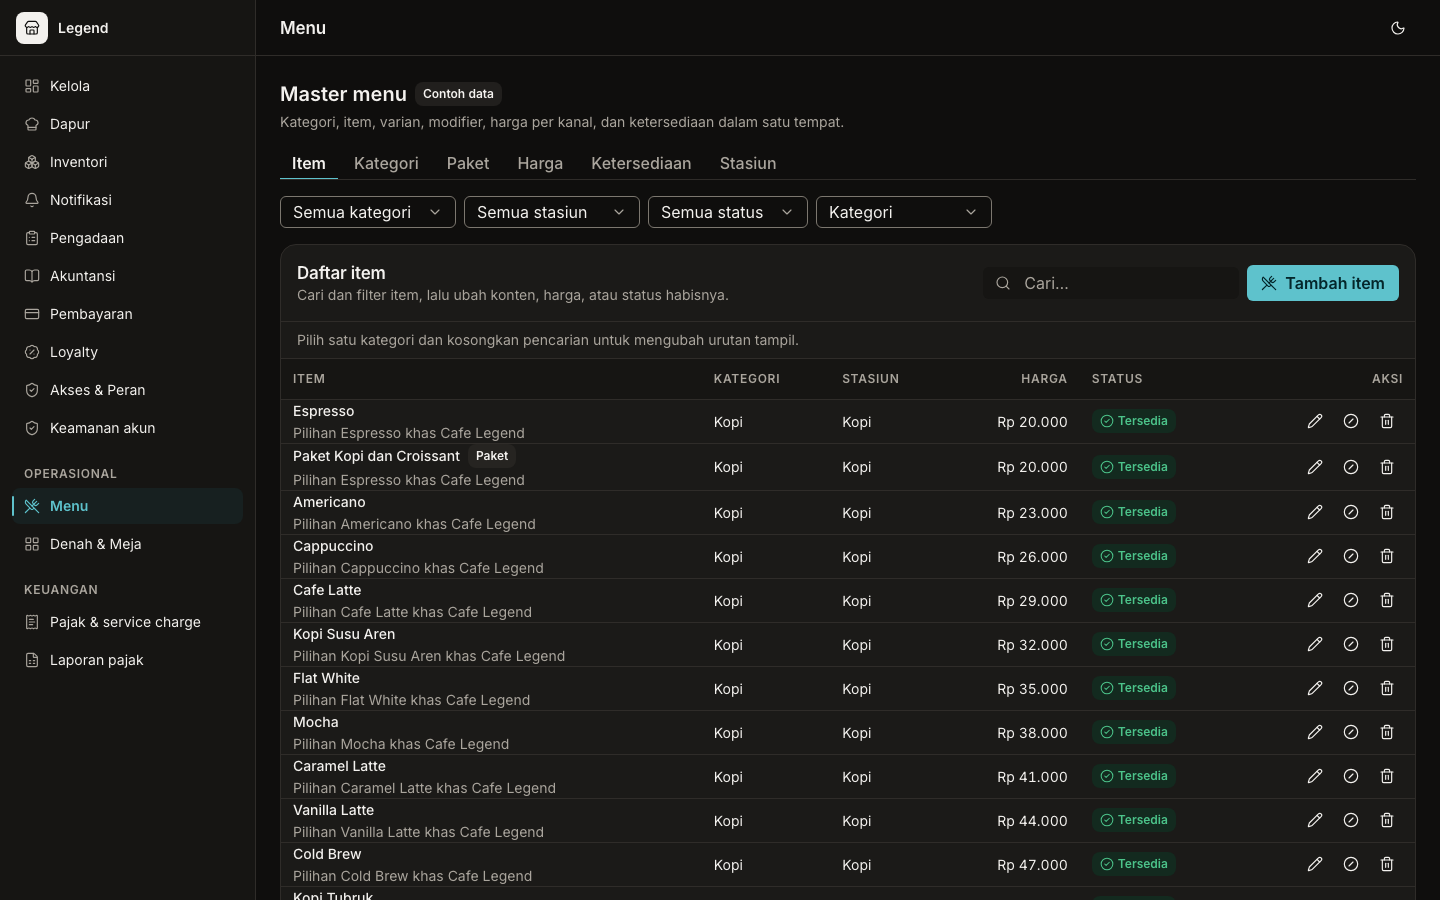 Legend
Menu
Kelola
Dapur
Inventori
Notifikasi
Pengadaan
Akuntansi
Pembayaran
Loyalty
Akses & Peran
Keamanan akun
OPERASIONAL
Menu
Denah & Meja
KEUANGAN
Pajak & service charge
Laporan pajak
Master menu Contoh data
Kategori, item, varian, modifier, harga per kanal, dan ketersediaan dalam satu tempat.
Item Kategori Paket Harga Ketersediaan Stasiun
Semua kategori Semua stasiun Semua status Kategori
Daftar item
Cari dan filter item, lalu ubah konten, harga, atau status habisnya.
Cari... Tambah item
Pilih satu kategori dan kosongkan pencarian untuk mengubah urutan tampil.
ITEM KATEGORI STASIUN HARGA STATUS AKSI
Espresso
Pilihan Espresso khas Cafe Legend
Kopi Kopi Rp 20.000 Tersedia
Paket Kopi dan Croissant Paket
Pilihan Espresso khas Cafe Legend
Kopi Kopi Rp 20.000 Tersedia
Americano
Pilihan Americano khas Cafe Legend
Kopi Kopi Rp 23.000 Tersedia
Cappuccino
Pilihan Cappuccino khas Cafe Legend
Kopi Kopi Rp 26.000 Tersedia
Cafe Latte
Pilihan Cafe Latte khas Cafe Legend
Kopi Kopi Rp 29.000 Tersedia
Kopi Susu Aren
Pilihan Kopi Susu Aren khas Cafe Legend
Kopi Kopi Rp 32.000 Tersedia
Flat White
Pilihan Flat White khas Cafe Legend
Kopi Kopi Rp 35.000 Tersedia
Mocha
Pilihan Mocha khas Cafe Legend
Kopi Kopi Rp 38.000 Tersedia
Caramel Latte
Pilihan Caramel Latte khas Cafe Legend
Kopi Kopi Rp 41.000 Tersedia
Vanilla Latte
Pilihan Vanilla Latte khas Cafe Legend
Kopi Kopi Rp 44.000 Tersedia
Cold Brew
Pilihan Cold Brew khas Cafe Legend
Kopi Kopi Rp 47.000 Tersedia
Kopi Tubruk